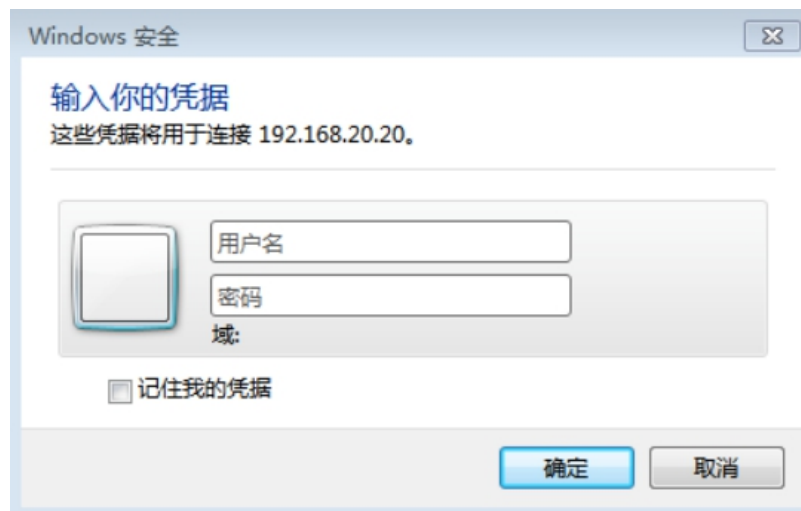 Windows 安全
输入你的凭据
这些凭据将用于连接 192.168.20.20。
用户名
密码
域:
记住我的凭据
确定
取消